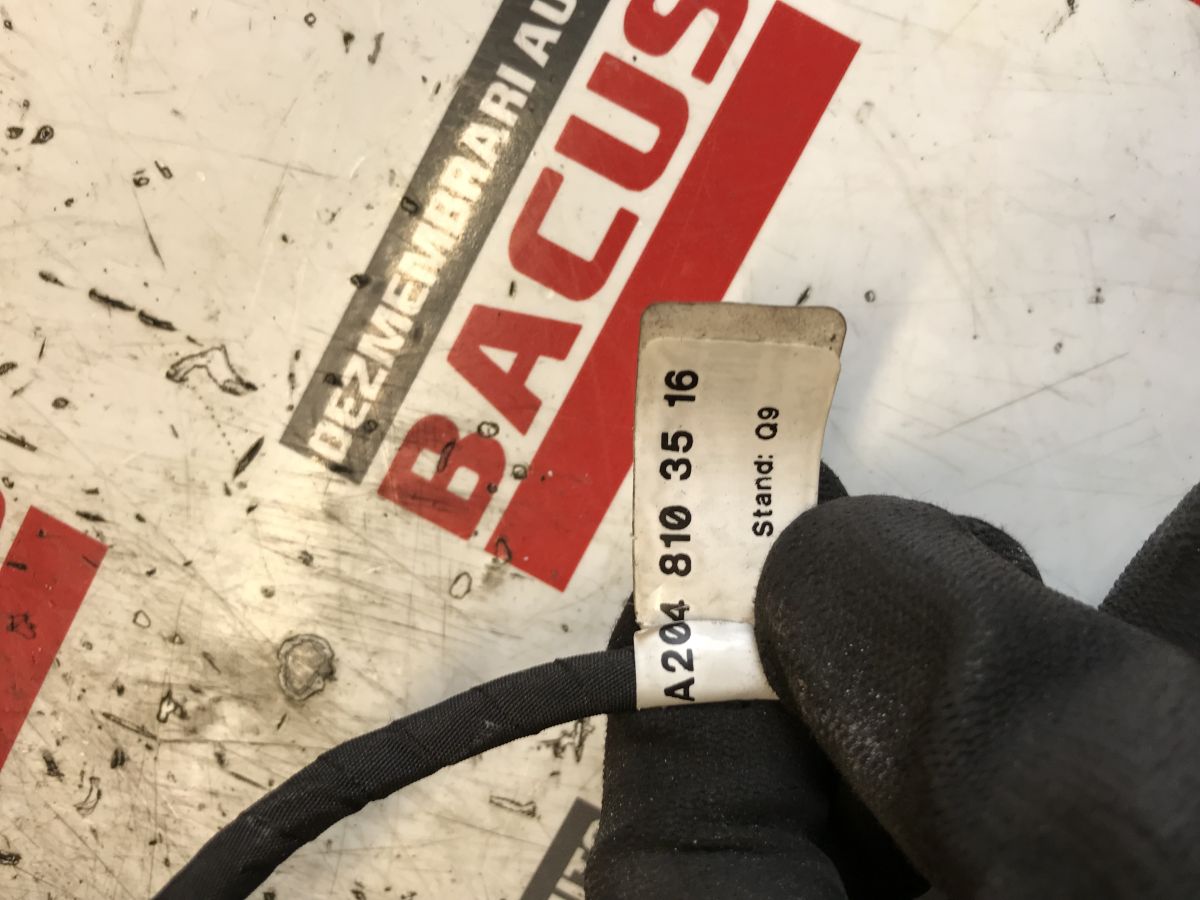 DEZMEMBRARI AU
BACUS
A204 810 35 16
Stand: Q9